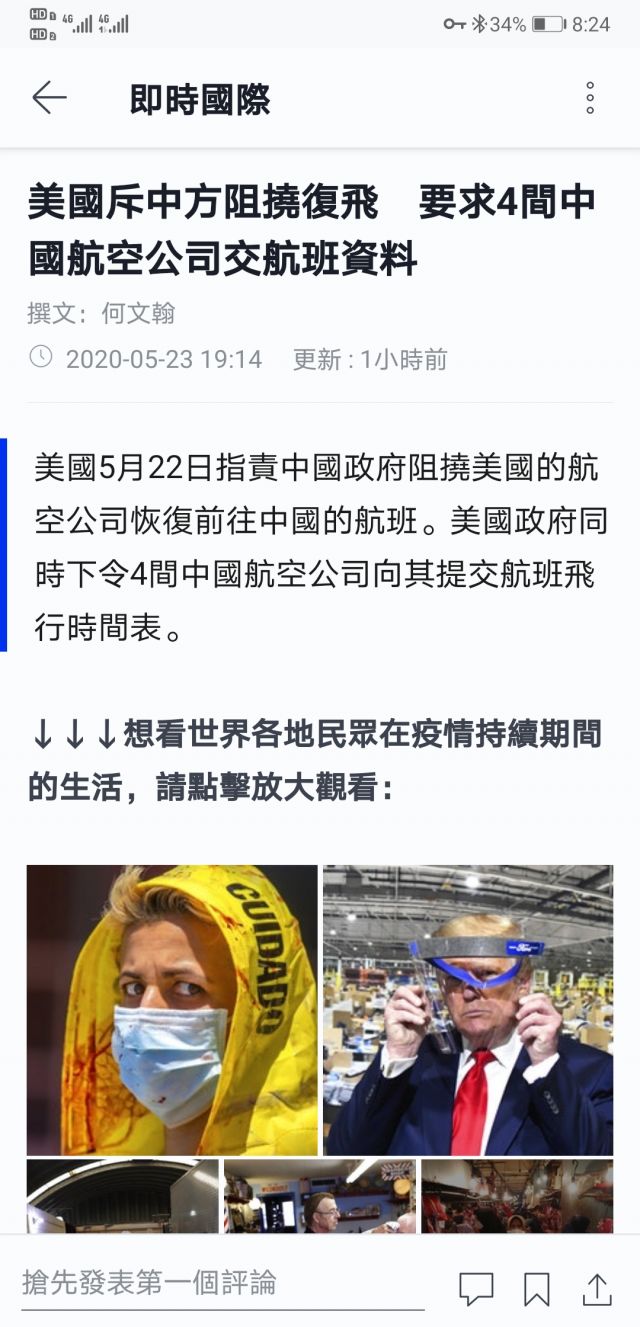 HD 1 4G 4G 34% 8:24
HD 2
即時國際
美國斥中方阻撓復飛　要求4間中
國航空公司交航班資料
撰文：何文翰
2020-05-23 19:14 更新 : 1小時前
美國5月22日指責中國政府阻撓美國的航
空公司恢復前往中國的航班。美國政府同
時下令4間中國航空公司向其提交航班飛
行時間表。
↓↓↓想看世界各地民眾在疫情持續期間
的生活，請點擊放大觀看：
CUIDADO
Ford
搶先發表第一個評論